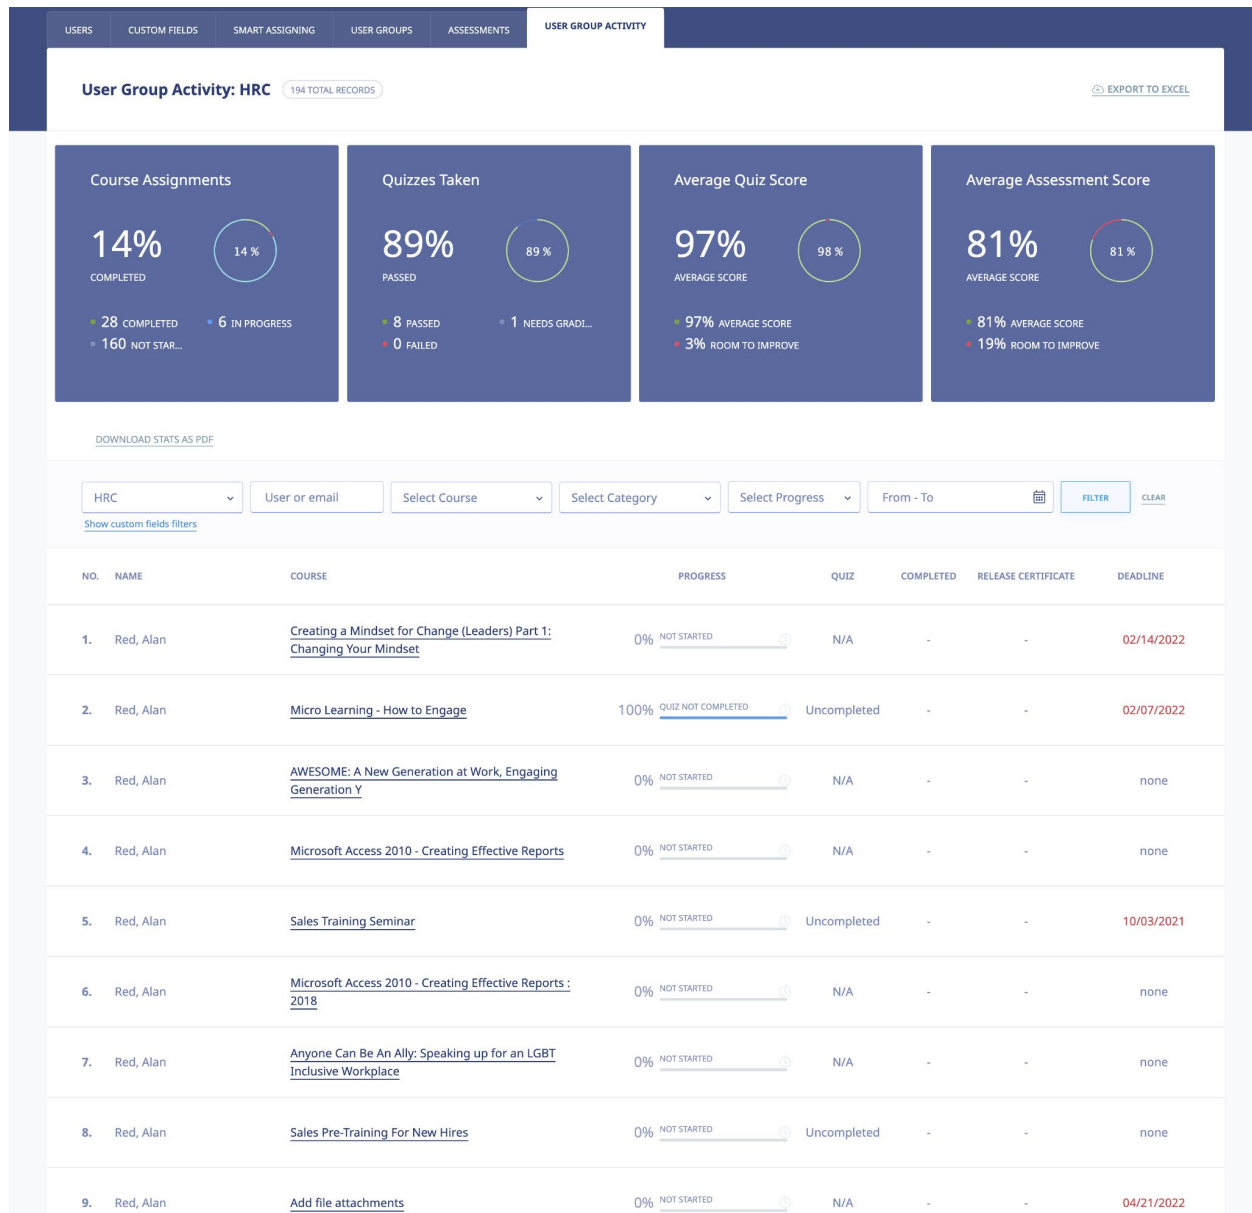 USERS CUSTOM FIELDS SMART ASSIGNING USER GROUPS ASSESSMENTS USER GROUP ACTIVITY
User Group Activity: HRC 194 TOTAL RECORDS EXPORT TO EXCEL
Course Assignments
14%
COMPLETED
14 %
28 COMPLETED 6 IN PROGRESS
160 NOT STAR...
Quizzes Taken
89%
PASSED
89 %
8 PASSED 1 NEEDS GRADI...
0 FAILED
Average Quiz Score
97%
AVERAGE SCORE
98 %
97% AVERAGE SCORE
3% ROOM TO IMPROVE
Average Assessment Score
81%
AVERAGE SCORE
81 %
81% AVERAGE SCORE
19% ROOM TO IMPROVE
DOWNLOAD STATS AS PDF
HRC User or email Select Course Select Category Select Progress From - To FILTER CLEAR
Show custom fields filters
NO. NAME COURSE PROGRESS QUIZ COMPLETED RELEASE CERTIFICATE DEADLINE
1. Red, Alan Creating a Mindset for Change (Leaders) Part 1: 0% NOT STARTED N/A - - 02/14/2022
Changing Your Mindset
2. Red, Alan Micro Learning - How to Engage 100% QUIZ NOT COMPLETED Uncompleted - - 02/07/2022
3. Red, Alan AWESOME: A New Generation at Work, Engaging 0% NOT STARTED N/A - - none
Generation Y
4. Red, Alan Microsoft Access 2010 - Creating Effective Reports 0% NOT STARTED N/A - - none
5. Red, Alan Sales Training Seminar 0% NOT STARTED Uncompleted - - 10/03/2021
6. Red, Alan Microsoft Access 2010 - Creating Effective Reports : 0% NOT STARTED N/A - - none
2018
7. Red, Alan Anyone Can Be An Ally: Speaking up for an LGBT 0% NOT STARTED N/A - - none
Inclusive Workplace
8. Red, Alan Sales Pre-Training For New Hires 0% NOT STARTED Uncompleted - - none
9. Red, Alan Add file attachments 0% NOT STARTED N/A - - 04/21/2022